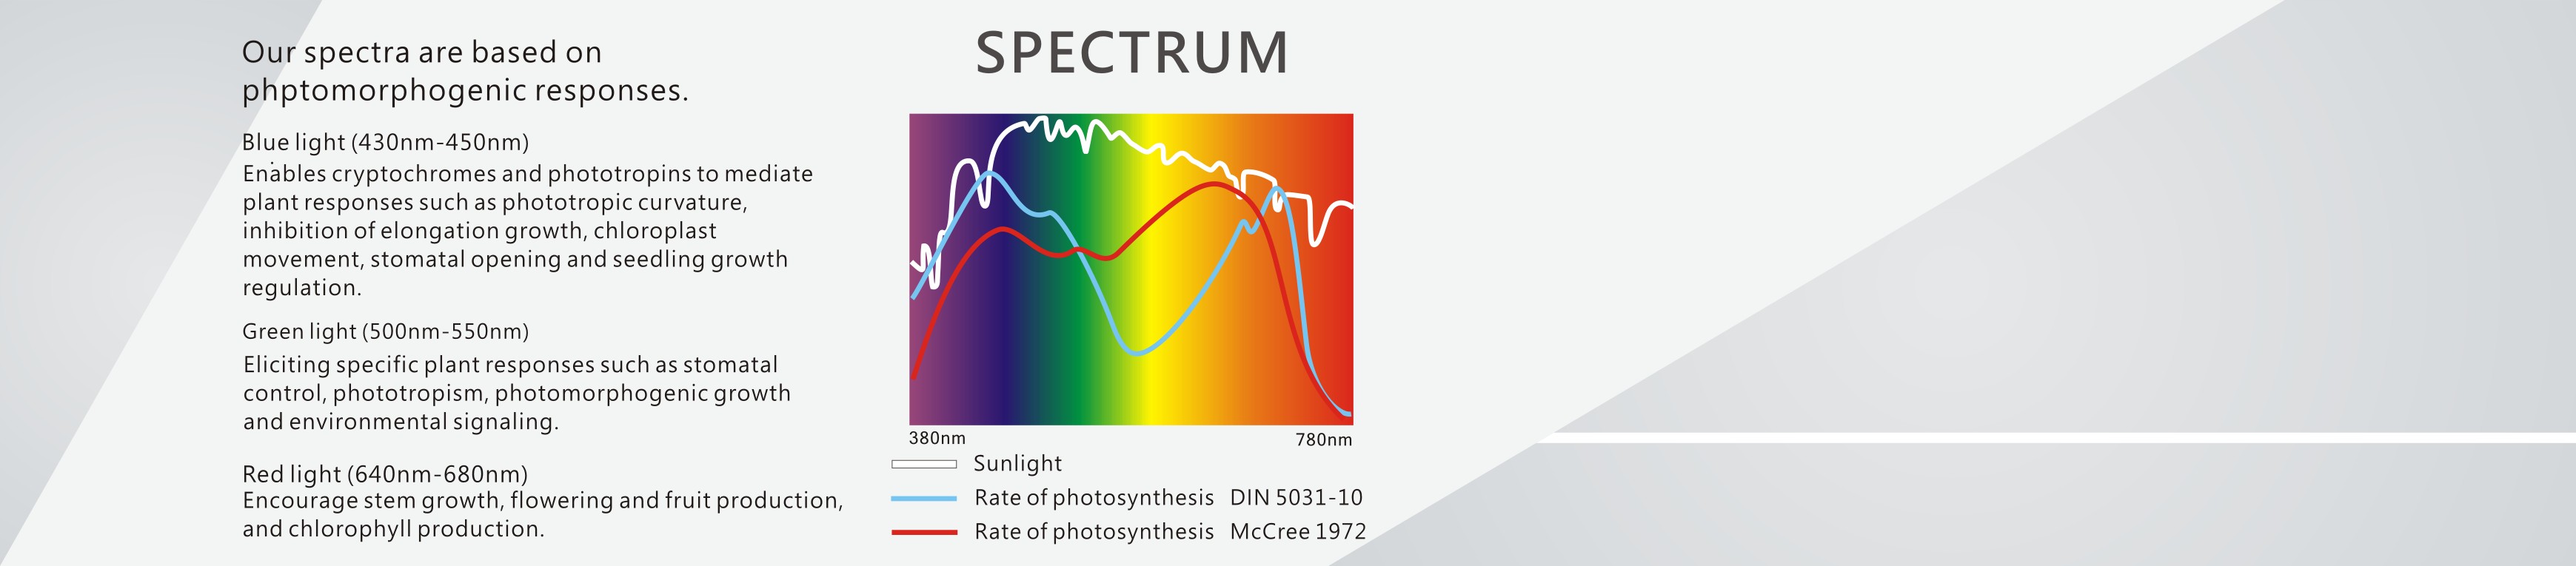 Our spectra are based on
phptomorphogenic responses.
Blue light (430nm-450nm)
Enables cryptochromes and phototropins to mediate
plant responses such as phototropic curvature,
inhibition of elongation growth, chloroplast
movement, stomatal opening and seedling growth
regulation.
Green light (500nm-550nm)
Eliciting specific plant responses such as stomatal
control, phototropism, photomorphogenic growth
and environmental signaling.
Red light (640nm-680nm)
Encourage stem growth, flowering and fruit production,
and chlorophyll production.
SPECTRUM
380nm 780nm
Sunlight
Rate of photosynthesis DIN 5031-10
Rate of photosynthesis McCree 1972